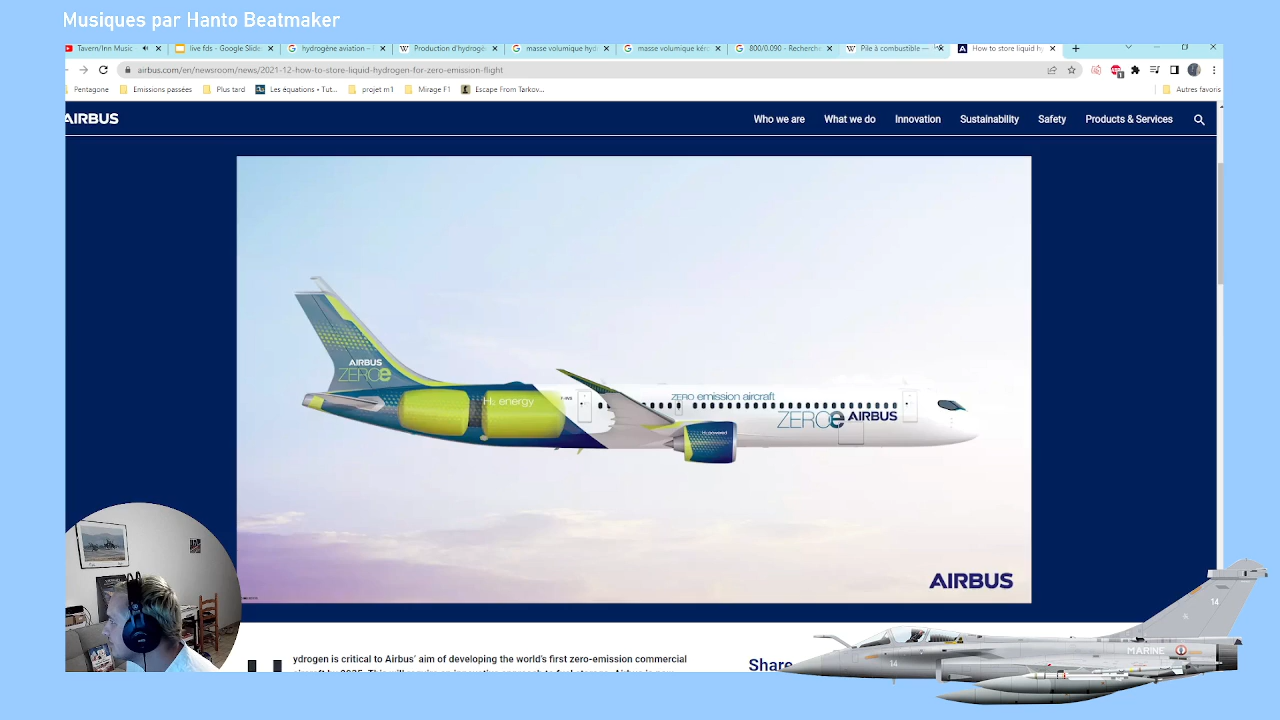 Musiques par Hanto Beatmaker
Tavern/Inn Music
live fds - Google Slide
hydrogène aviation –
Production d'hydrogé
masse volumique hyd
masse volumique kéro
800/0.090 - Recherche
Pile à combustible —
How to store liquid h
airbus.com/en/newsroom/news/2021-12-how-to-store-liquid-hydrogen-for-zero-emission-flight
Pentagone
Emissions passées
Plus tard
Les équations • Tut...
projet m1
Mirage F1
Escape From Tarkov...
Autres favoris
AIRBUS
Who we are
What we do
Innovation
Sustainability
Safety
Products & Services
AIRBUS
ZEROe
H₂ energy
ZERO emission aircraft
ZEROe AIRBUS
AIRBUS
ydrogen is critical to Airbus' aim of developing the world's first zero-emission commercial
Share
14
MARINE
14